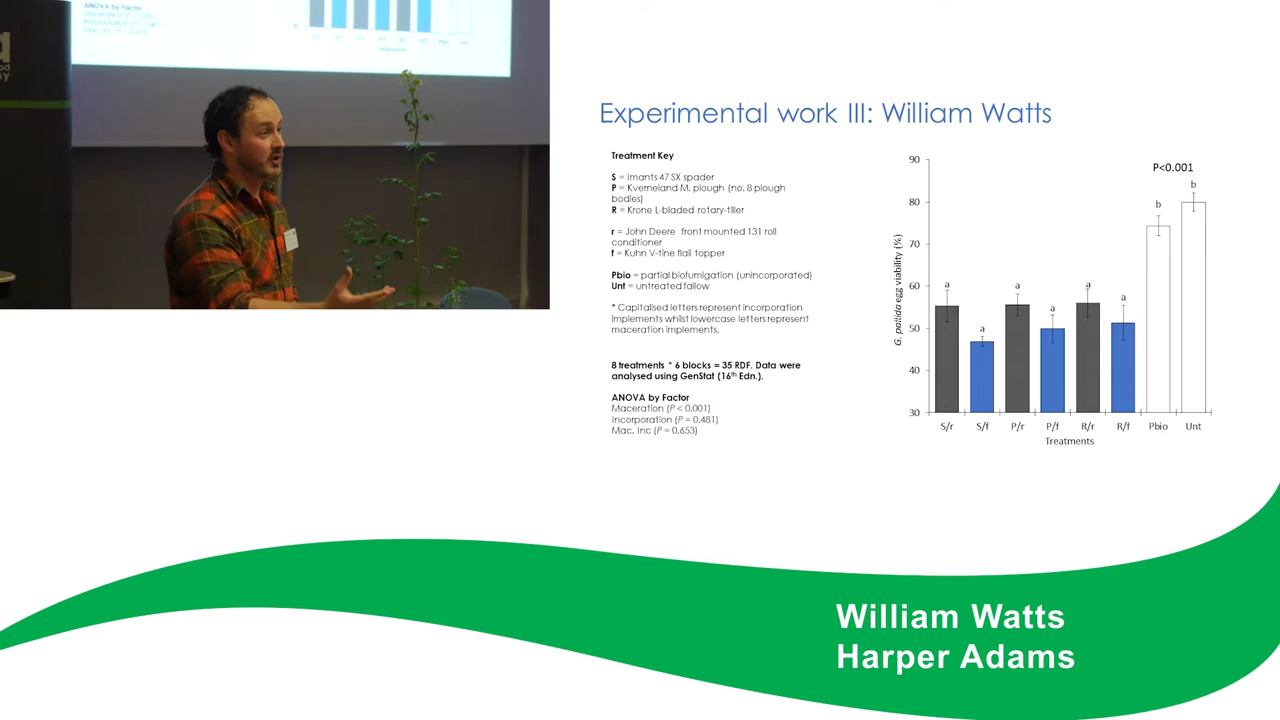 Experimental work III: William Watts
Treatment Key
S = Imants 47 SX spader
P = Kverneland M. plough (no. 8 plough
bodies)
R = Krone L-bladed rotary-tiller
r = John Deere front mounted 131 roll
conditioner
f = Kuhn V-tine flail topper
Pbio = partial biofumigation (unincorporated)
Unt = untreated fallow
* Capitalised letters represent incorporation
implements whilst lowercase letters represent
maceration implements.
8 treatments * 6 blocks = 35 RDF. Data were
analysed using GenStat (16th Edn.).
ANOVA by Factor
Maceration (P < 0.001)
Incorporation (P = 0.481)
Mac. Inc (P = 0.653)
P<0.001
G. pallida egg viability (%)
90
80
70
60
50
40
30
a
a
a
a
a
a
b
b
S/r
S/f
P/r
P/f
R/r
R/f
Pbio
Unt
Treatments
ANOVA by Factor
William Watts
Harper Adams